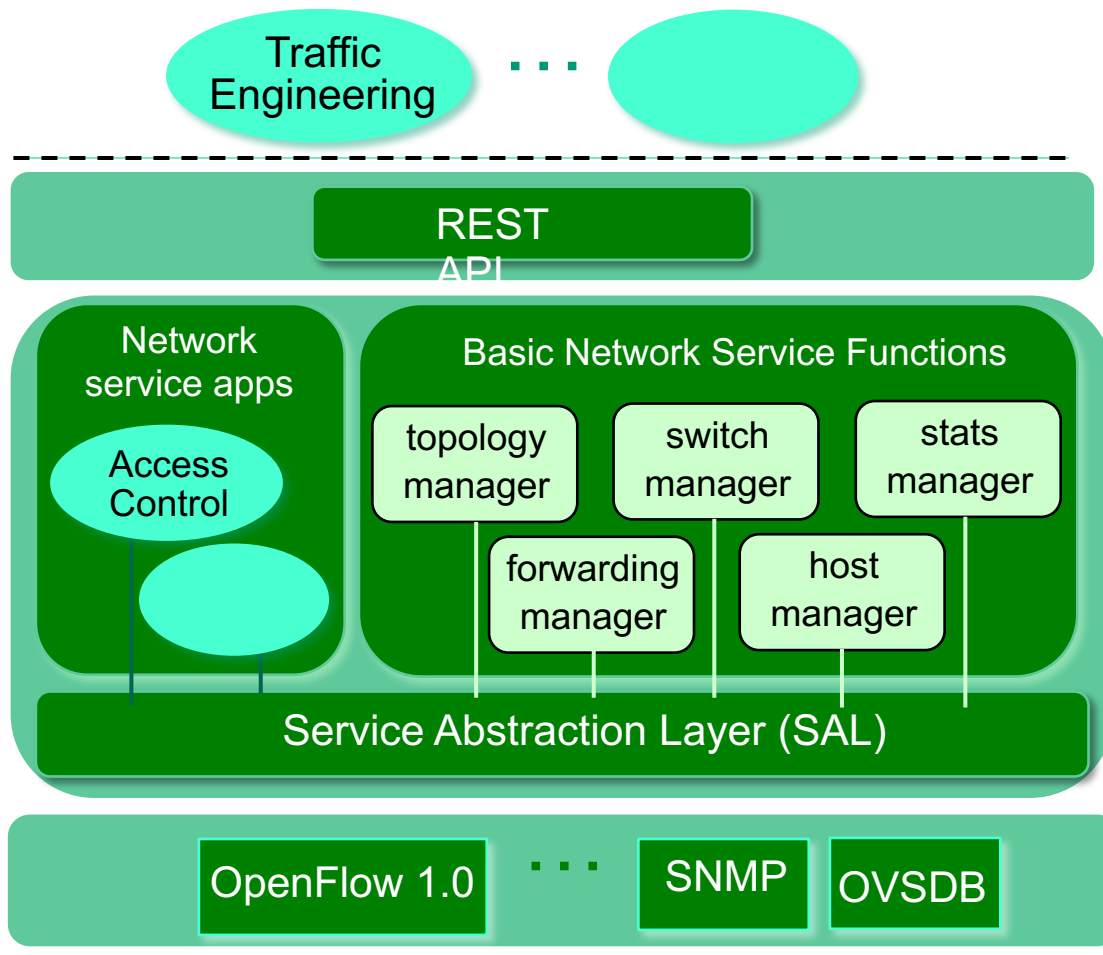 Traffic
Engineering
. . .
REST
API
Network
service apps
Basic Network Service Functions
Access
Control
topology
manager
switch
manager
stats
manager
forwarding
manager
host
manager
Service Abstraction Layer (SAL)
OpenFlow 1.0
. . .
SNMP
OVSDB